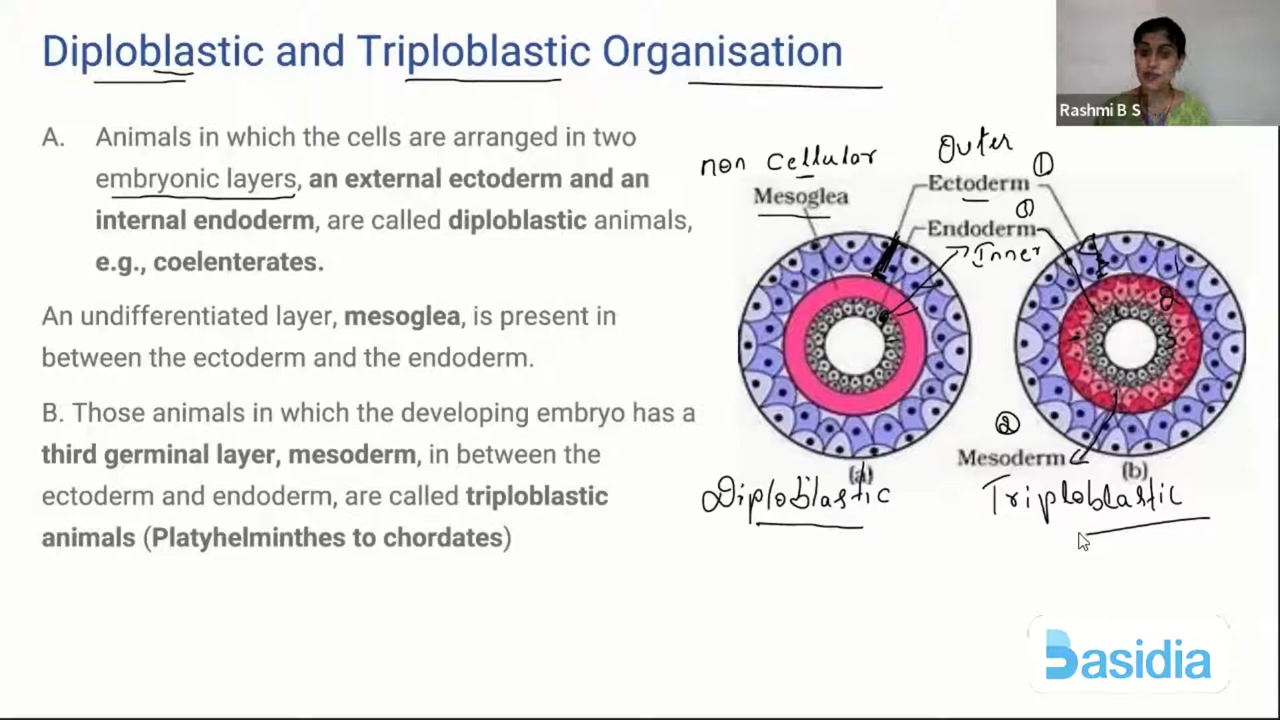 Diploblastic and Triploblastic Organisation
Rashmi B S
A. Animals in which the cells are arranged in two
embryonic layers, an external ectoderm and an
internal endoderm, are called diploblastic animals,
e.g., coelenterates.
An undifferentiated layer, mesoglea, is present in
between the ectoderm and the endoderm.
B. Those animals in which the developing embryo has a
third germinal layer, mesoderm, in between the
ectoderm and endoderm, are called triploblastic
animals (Platyhelminthes to chordates)
non cellular
Outer
Mesoglea
Ectoderm ①
Endoderm
Inner
②
Mesoderm
(a)
(b)
Diploblastic
Triploblastic
Basidia